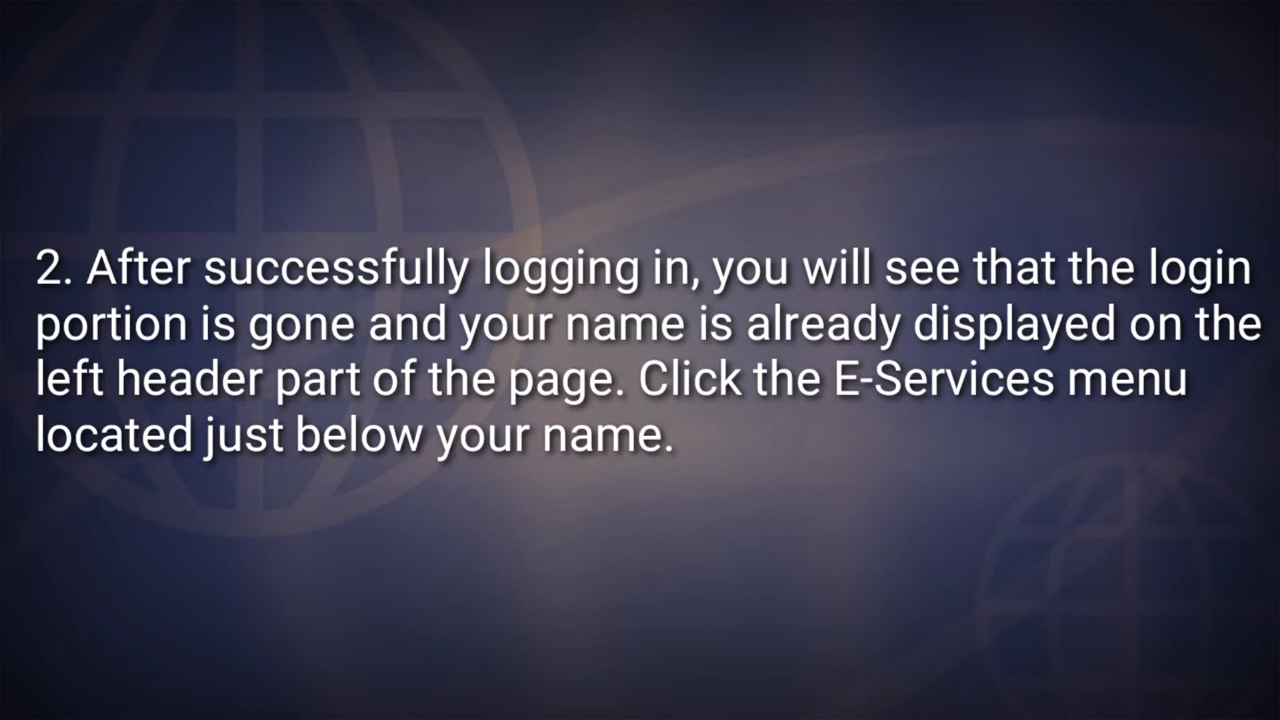 2. After successfully logging in, you will see that the login
portion is gone and your name is already displayed on the
left header part of the page. Click the E-Services menu
located just below your name.